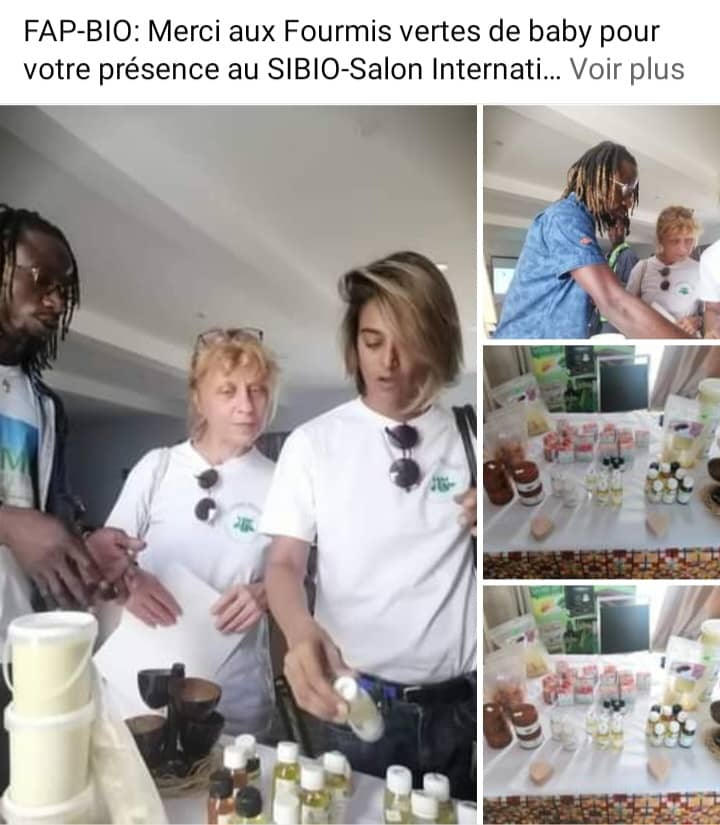 FAP-BIO: Merci aux Fourmis vertes de baby pour
votre présence au SIBIO-Salon Internati... Voir plus